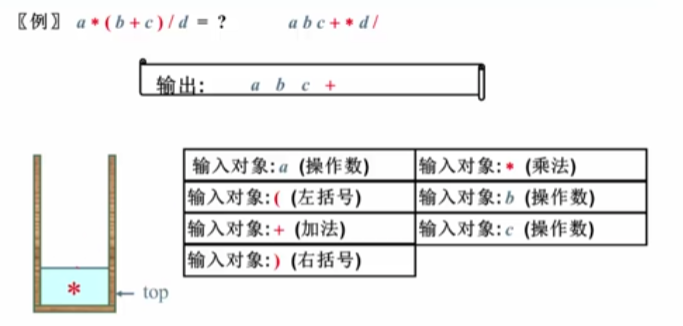 〖例〗 a * ( b + c ) / d = ? a b c + * d /
输出: a b c +
输入对象: a (操作数) 输入对象: * (乘法)
输入对象: ( (左括号) 输入对象: b (操作数)
输入对象: + (加法) 输入对象: c (操作数)
输入对象: ) (右括号)
* top